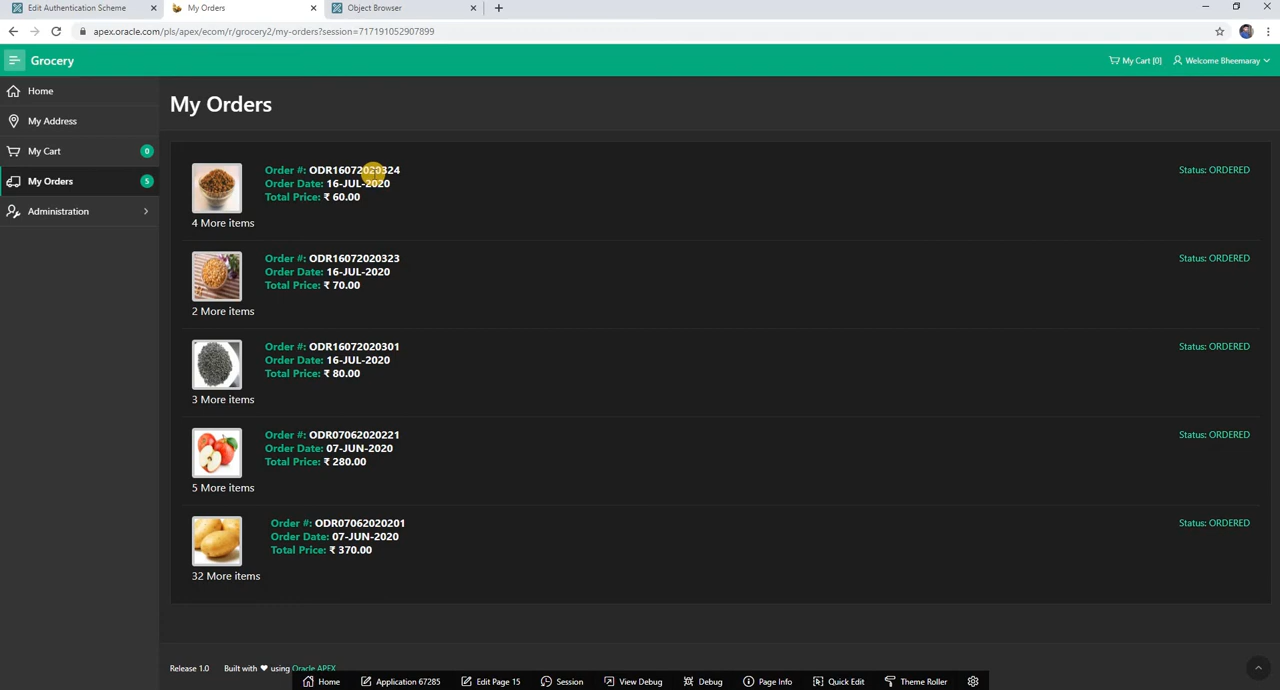 Edit Authentication Scheme
My Orders
Object Browser
apex.oracle.com/pls/apex/ecom/r/grocery2/my-orders?session=717191052907899
Grocery
My Cart [0]
Welcome Bheemaray
Home
My Address
My Cart 0
My Orders 5
Administration
My Orders
Order #: ODR16072020324
Order Date: 16-JUL-2020
Total Price: ₹ 60.00
4 More items
Status: ORDERED
Order #: ODR16072020323
Order Date: 16-JUL-2020
Total Price: ₹ 70.00
2 More items
Status: ORDERED
Order #: ODR16072020301
Order Date: 16-JUL-2020
Total Price: ₹ 80.00
3 More items
Status: ORDERED
Order #: ODR07062020221
Order Date: 07-JUN-2020
Total Price: ₹ 280.00
5 More items
Status: ORDERED
Order #: ODR07062020201
Order Date: 07-JUN-2020
Total Price: ₹ 370.00
32 More items
Status: ORDERED
Release 1.0 Built with ❤ using Oracle APEX
Home Application 67285 Edit Page 15 Session View Debug Debug Page Info Quick Edit Theme Roller